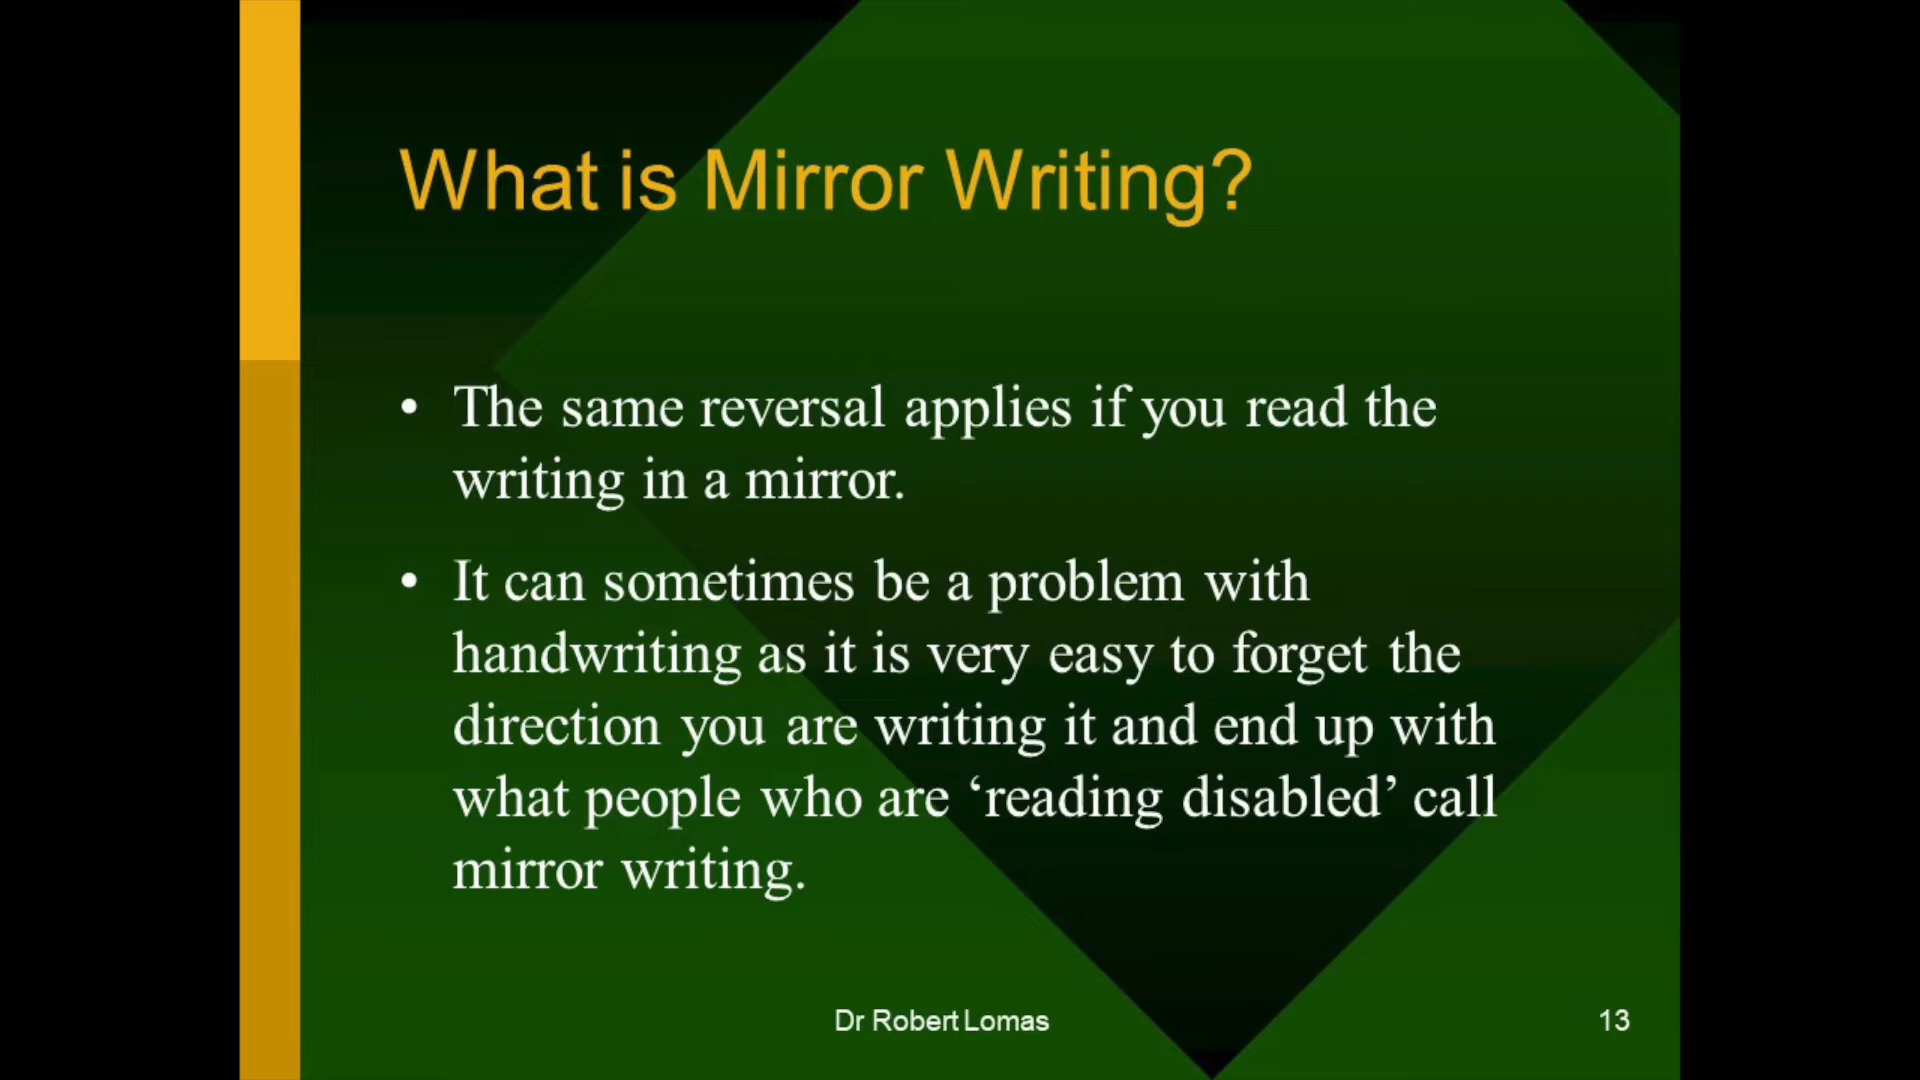 What is Mirror Writing?
• The same reversal applies if you read the
writing in a mirror.
• It can sometimes be a problem with
handwriting as it is very easy to forget the
direction you are writing it and end up with
what people who are ‘reading disabled’ call
mirror writing.
Dr Robert Lomas
13